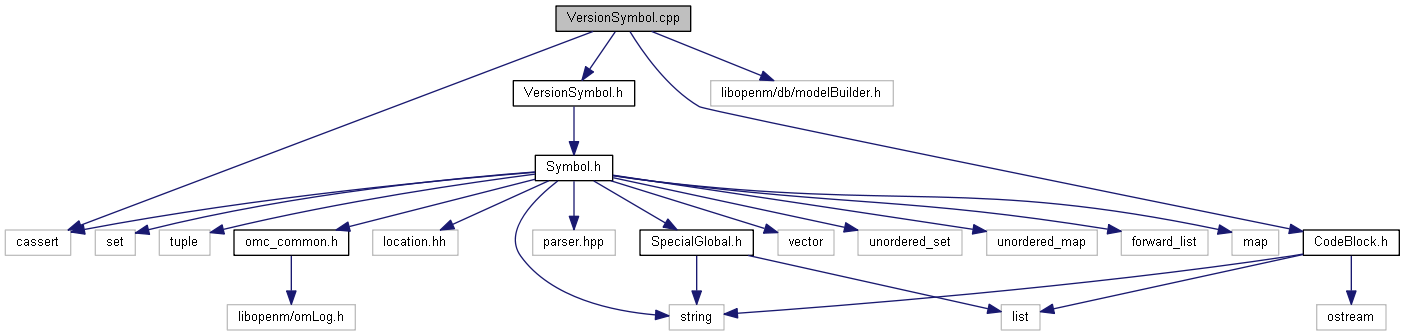 VersionSymbol.cpp
VersionSymbol.h
libopenm/db/modelBuilder.h
Symbol.h
cassert
set
tuple
omc_common.h
location.hh
parser.hpp
SpecialGlobal.h
vector
unordered_set
unordered_map
forward_list
map
CodeBlock.h
libopenm/omLog.h
string
list
ostream